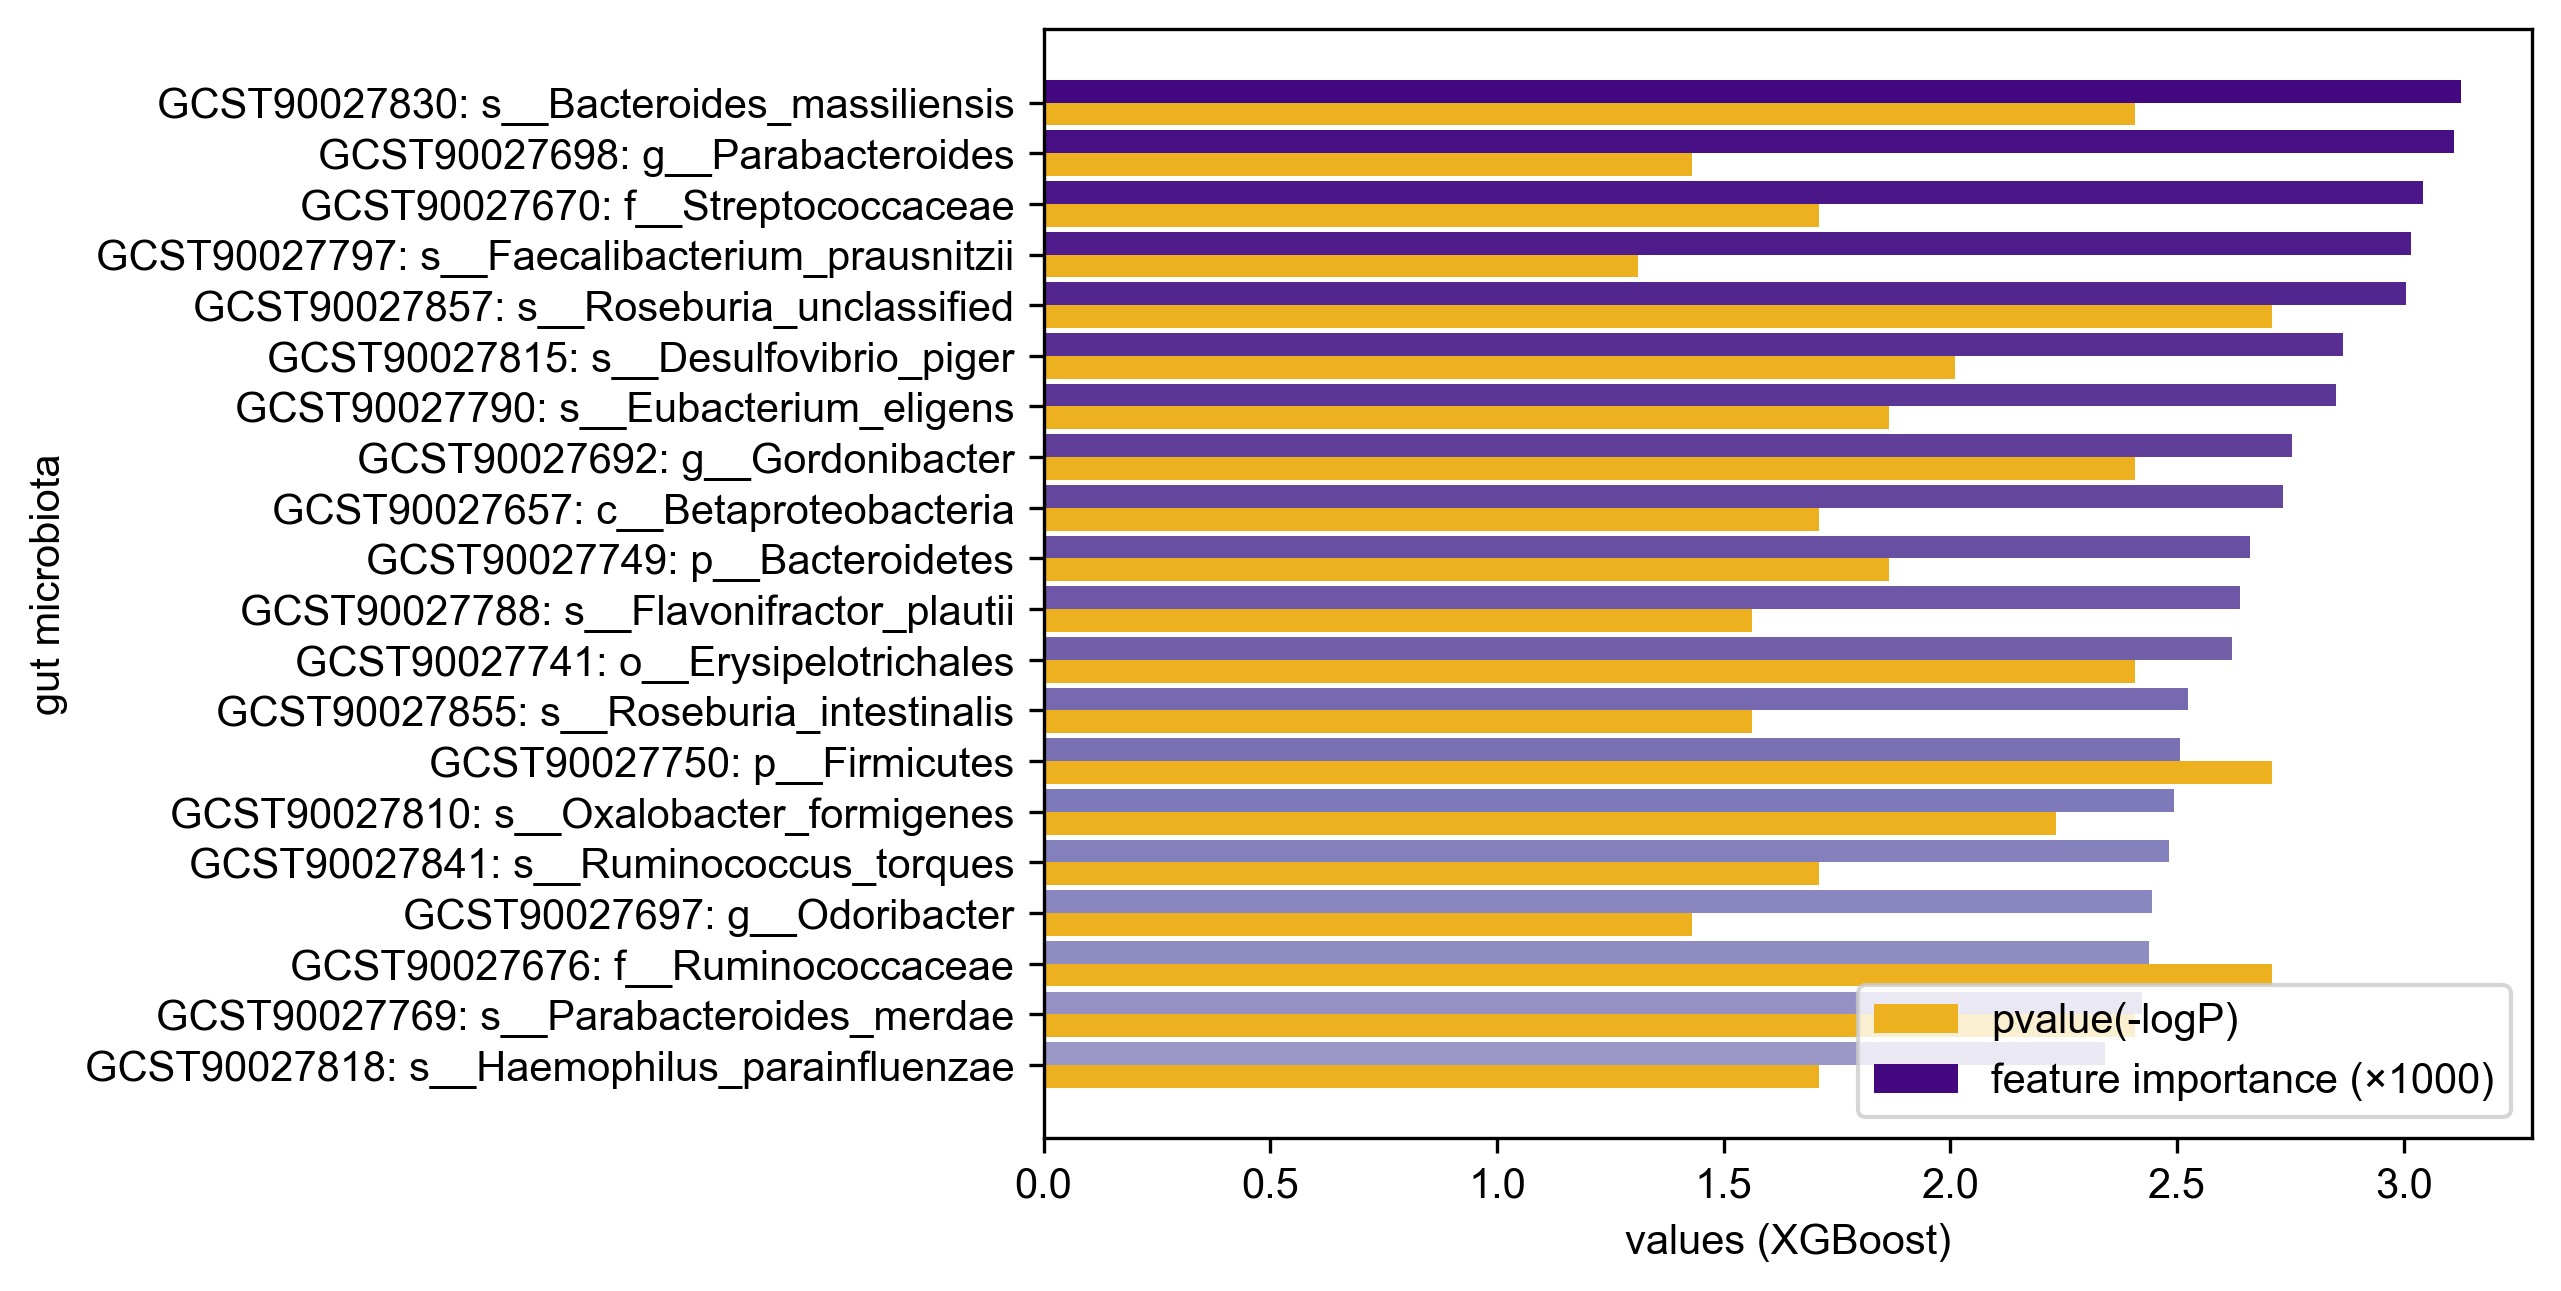 GCST90027830: s__Bacteroides_massiliensis
GCST90027698: g__Parabacteroides
GCST90027670: f__Streptococcaceae
GCST90027797: s__Faecalibacterium_prausnitzii
GCST90027857: s__Roseburia_unclassified
GCST90027815: s__Desulfovibrio_piger
GCST90027790: s__Eubacterium_eligens
GCST90027692: g__Gordonibacter
GCST90027657: c__Betaproteobacteria
GCST90027749: p__Bacteroidetes
GCST90027788: s__Flavonifractor_plautii
GCST90027741: o__Erysipelotrichales
GCST90027855: s__Roseburia_intestinalis
GCST90027750: p__Firmicutes
GCST90027810: s__Oxalobacter_formigenes
GCST90027841: s__Ruminococcus_torques
GCST90027697: g__Odoribacter
GCST90027676: f__Ruminococcaceae
GCST90027769: s__Parabacteroides_merdae
GCST90027818: s__Haemophilus_parainfluenzae
gut microbiota
pvalue(-logP)
feature importance (×1000)
0.0 0.5 1.0 1.5 2.0 2.5 3.0
values (XGBoost)